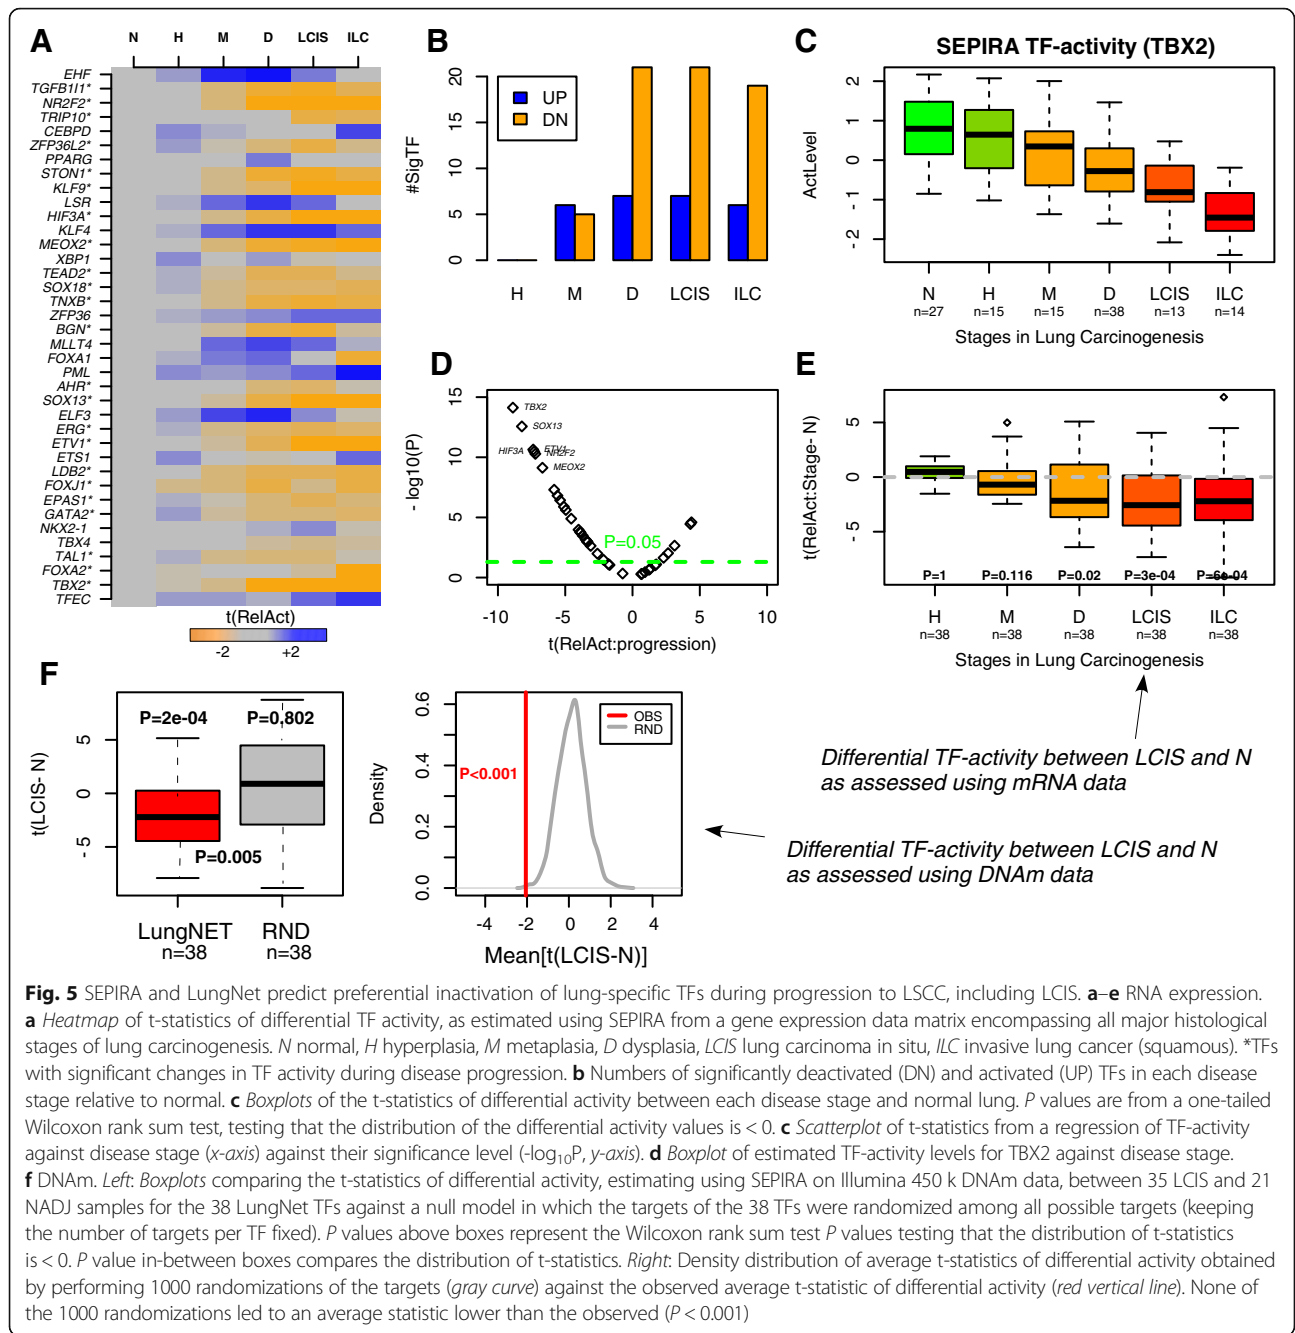 A
N H M D LCIS ILC
EHF
TGFB1I1*
NR2F2*
TRIP10*
CEBPD
ZFP36L2*
PPARG
STON1*
KLF9*
LSR
HIF3A*
KLF4
MEOX2*
XBP1
TEAD2*
SOX18*
TNXB*
ZFP36
BGN*
MLLT4
FOXA1
PML
AHR*
SOX13*
ELF3
ERG*
ETV1*
ETS1
LDB2*
FOXJ1*
EPAS1*
GATA2*
NKX2-1
TBX4
TAL1*
FOXA2*
TBX2*
TFEC
t(RelAct)
-2 +2
B
#SigTF
20
15
10
5
0
UP
DN
H M D LCIS ILC
C
SEPIRA TF-activity (TBX2)
ActLevel
2
1
0
-1
-2
N H M D LCIS ILC
n=27 n=15 n=15 n=38 n=13 n=14
Stages in Lung Carcinogenesis
D
- log10(P)
15
10
5
0
TBX2
SOX13
HIF3A ETV1
NR2F2
MEOX2
P=0.05
-10 -5 0 5 10
t(RelAct:progression)
E
t(RelAct:Stage- N)
5
0
-5
P=1 P=0.116 P=0.02 P=3e-04 P=6e-04
H M D LCIS ILC
n=38 n=38 n=38 n=38 n=38
Stages in Lung Carcinogenesis
Differential TF-activity between LCIS and N
as assessed using mRNA data
F
t(LCIS- N)
5
0
-5
P=2e-04 P=0.802
P=0.005
LungNET RND
n=38 n=38
Density
0.6
0.4
0.2
0.0
OBS
RND
P<0.001
-4 -2 0 2 4
Mean[t(LCIS-N)]
Differential TF-activity between LCIS and N
as assessed using DNAm data
Fig. 5 SEPIRA and LungNet predict preferential inactivation of lung-specific TFs during progression to LSCC, including LCIS. a–e RNA expression.
a Heatmap of t-statistics of differential TF activity, as estimated using SEPIRA from a gene expression data matrix encompassing all major histological
stages of lung carcinogenesis. N normal, H hyperplasia, M metaplasia, D dysplasia, LCIS lung carcinoma in situ, ILC invasive lung cancer (squamous). *TFs
with significant changes in TF activity during disease progression. b Numbers of significantly deactivated (DN) and activated (UP) TFs in each disease
stage relative to normal. c Boxplots of the t-statistics of differential activity between each disease stage and normal lung. P values are from a one-tailed
Wilcoxon rank sum test, testing that the distribution of the differential activity values is < 0. c Scatterplot of t-statistics from a regression of TF-activity
against disease stage (x-axis) against their significance level (-log10P, y-axis). d Boxplot of estimated TF-activity levels for TBX2 against disease stage.
f DNAm. Left: Boxplots comparing the t-statistics of differential activity, estimating using SEPIRA on Illumina 450 k DNAm data, between 35 LCIS and 21
NADJ samples for the 38 LungNet TFs against a null model in which the targets of the 38 TFs were randomized among all possible targets (keeping
the number of targets per TF fixed). P values above boxes represent the Wilcoxon rank sum test P values testing that the distribution of t-statistics
is < 0. P value in-between boxes compares the distribution of t-statistics. Right: Density distribution of average t-statistics of differential activity obtained
by performing 1000 randomizations of the targets (gray curve) against the observed average t-statistic of differential activity (red vertical line). None of
the 1000 randomizations led to an average statistic lower than the observed (P < 0.001)